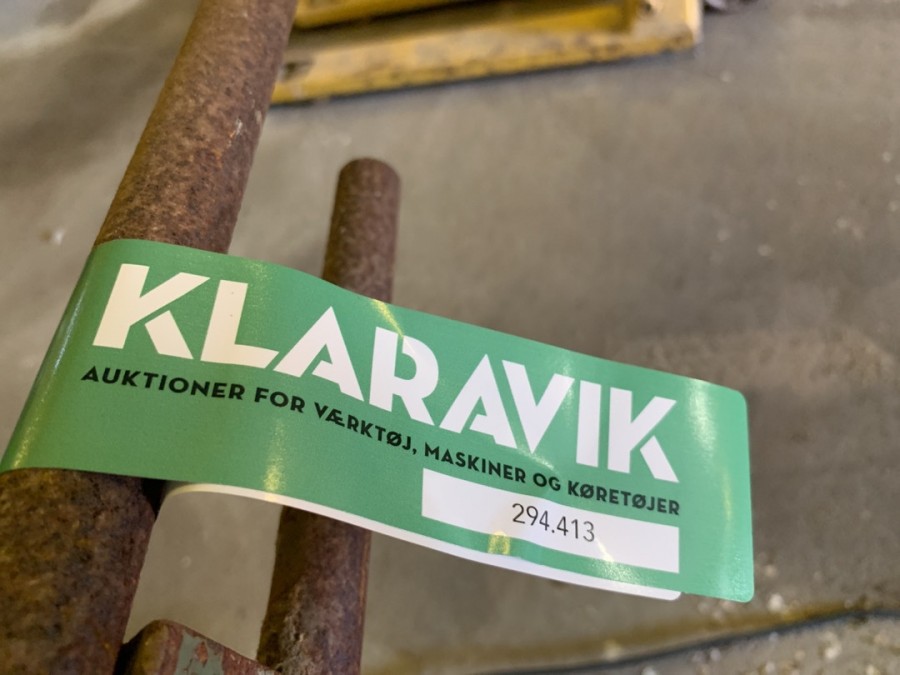 KLARAVIK
AUKTIONER FOR VÆRKTØJ, MASKINER OG KØRETØJER
294.413